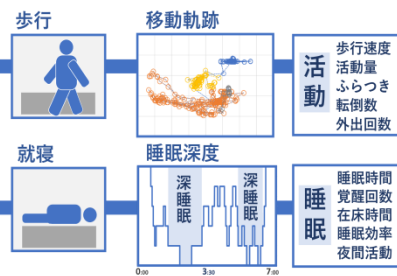 歩行
移動軌跡
活動
歩行速度
活動量
ふらつき
転倒数
外出回数
就寝
睡眠深度
深睡眠
深睡眠
0:00
3:30
7:00
睡眠
睡眠時間
覚醒回数
在床時間
睡眠効率
夜間活動